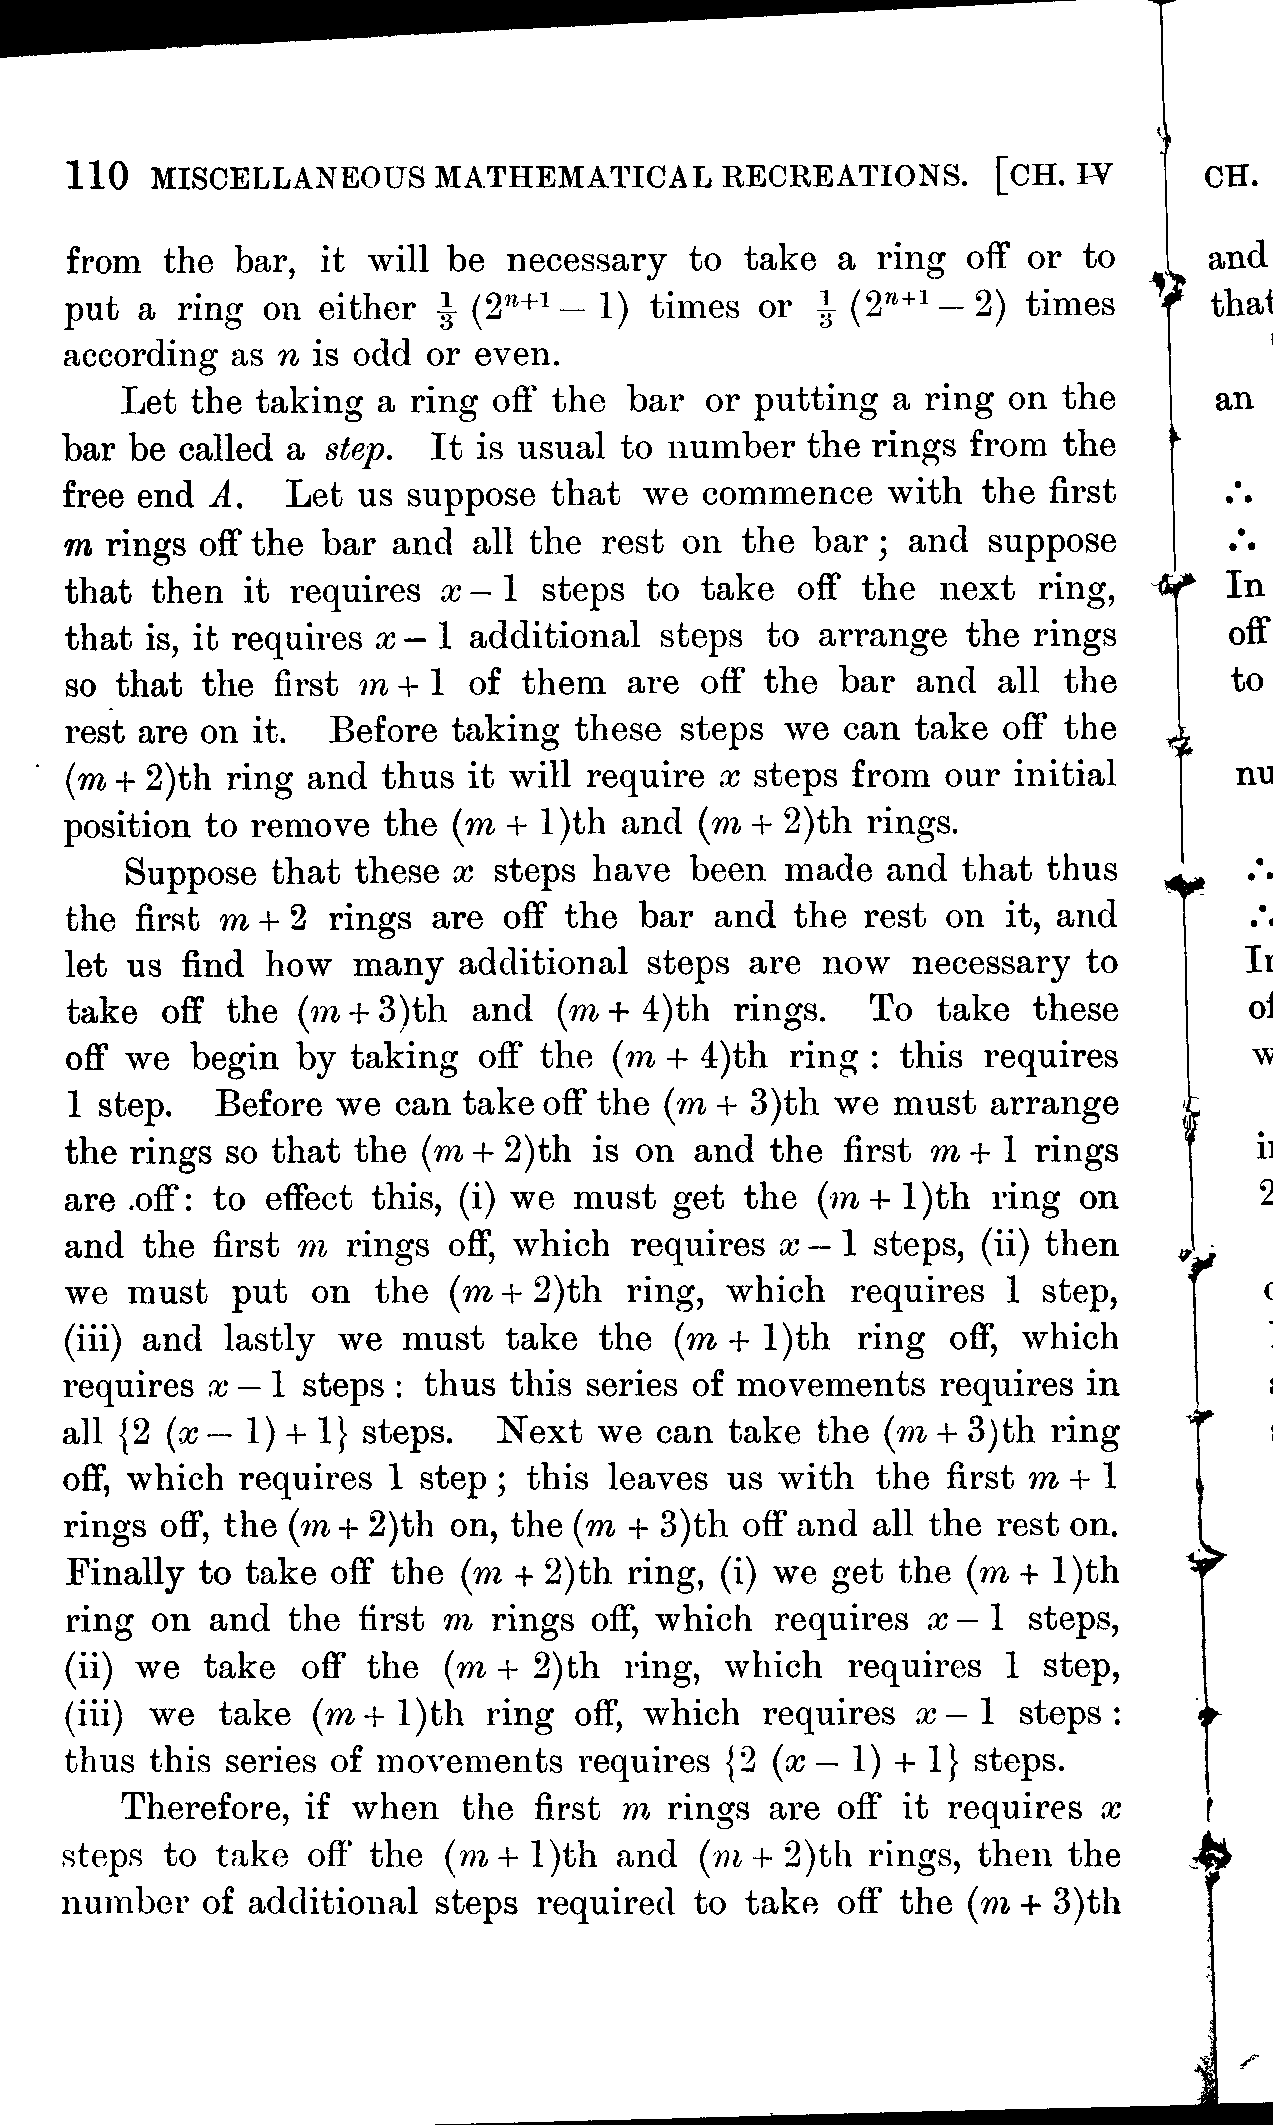 110 MISCELLANEOUS MATHEMATICAL RECREATIONS. [CH. IV
from the bar, it will be necessary to take a ring off or to
put a ring on either ⅓ (2ⁿ⁺¹ – 1) times or ⅓ (2ⁿ⁺¹ – 2) times
according as n is odd or even.
Let the taking a ring off the bar or putting a ring on the
bar be called a step. It is usual to number the rings from the
free end A. Let us suppose that we commence with the first
m rings off the bar and all the rest on the bar; and suppose
that then it requires x – 1 steps to take off the next ring,
that is, it requires x – 1 additional steps to arrange the rings
so that the first m + 1 of them are off the bar and all the
rest are on it. Before taking these steps we can take off the
(m + 2)th ring and thus it will require x steps from our initial
position to remove the (m + 1)th and (m + 2)th rings.
Suppose that these x steps have been made and that thus
the first m + 2 rings are off the bar and the rest on it, and
let us find how many additional steps are now necessary to
take off the (m + 3)th and (m + 4)th rings. To take these
off we begin by taking off the (m + 4)th ring: this requires
1 step. Before we can take off the (m + 3)th we must arrange
the rings so that the (m + 2)th is on and the first m + 1 rings
are off: to effect this, (i) we must get the (m + 1)th ring on
and the first m rings off, which requires x – 1 steps, (ii) then
we must put on the (m + 2)th ring, which requires 1 step,
(iii) and lastly we must take the (m + 1)th ring off, which
requires x – 1 steps: thus this series of movements requires in
all {2 (x – 1) + 1} steps. Next we can take the (m + 3)th ring
off, which requires 1 step; this leaves us with the first m + 1
rings off, the (m + 2)th on, the (m + 3)th off and all the rest on.
Finally to take off the (m + 2)th ring, (i) we get the (m + 1)th
ring on and the first m rings off, which requires x – 1 steps,
(ii) we take off the (m + 2)th ring, which requires 1 step,
(iii) we take (m + 1)th ring off, which requires x – 1 steps:
thus this series of movements requires {2 (x – 1) + 1} steps.
Therefore, if when the first m rings are off it requires x
steps to take off the (m + 1)th and (m + 2)th rings, then the
number of additional steps required to take off the (m + 3)th
CH.
and
that
an
∴
∴
In
off
to
nu
∴
∴